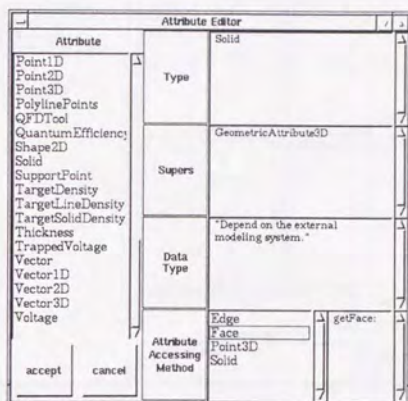 Attribute Editor
Attribute
Point1D
Point2D
Point3D
PolylinePoints
QFDTool
QuantumEfficiency
Shape2D
Solid
SupportPoint
TargetDensity
TargetLineDensity
TargetSolidDensity
Thickness
TrappedVoltage
Vector
Vector1D
Vector2D
Vector3D
Voltage
accept
cancel
Type
Solid
Supers
GeometricAttribute3D
Data
Type
"Depend on the external
modeling system."
Attribute
Accessing
Method
Edge
Face
Point3D
Solid
getFace: